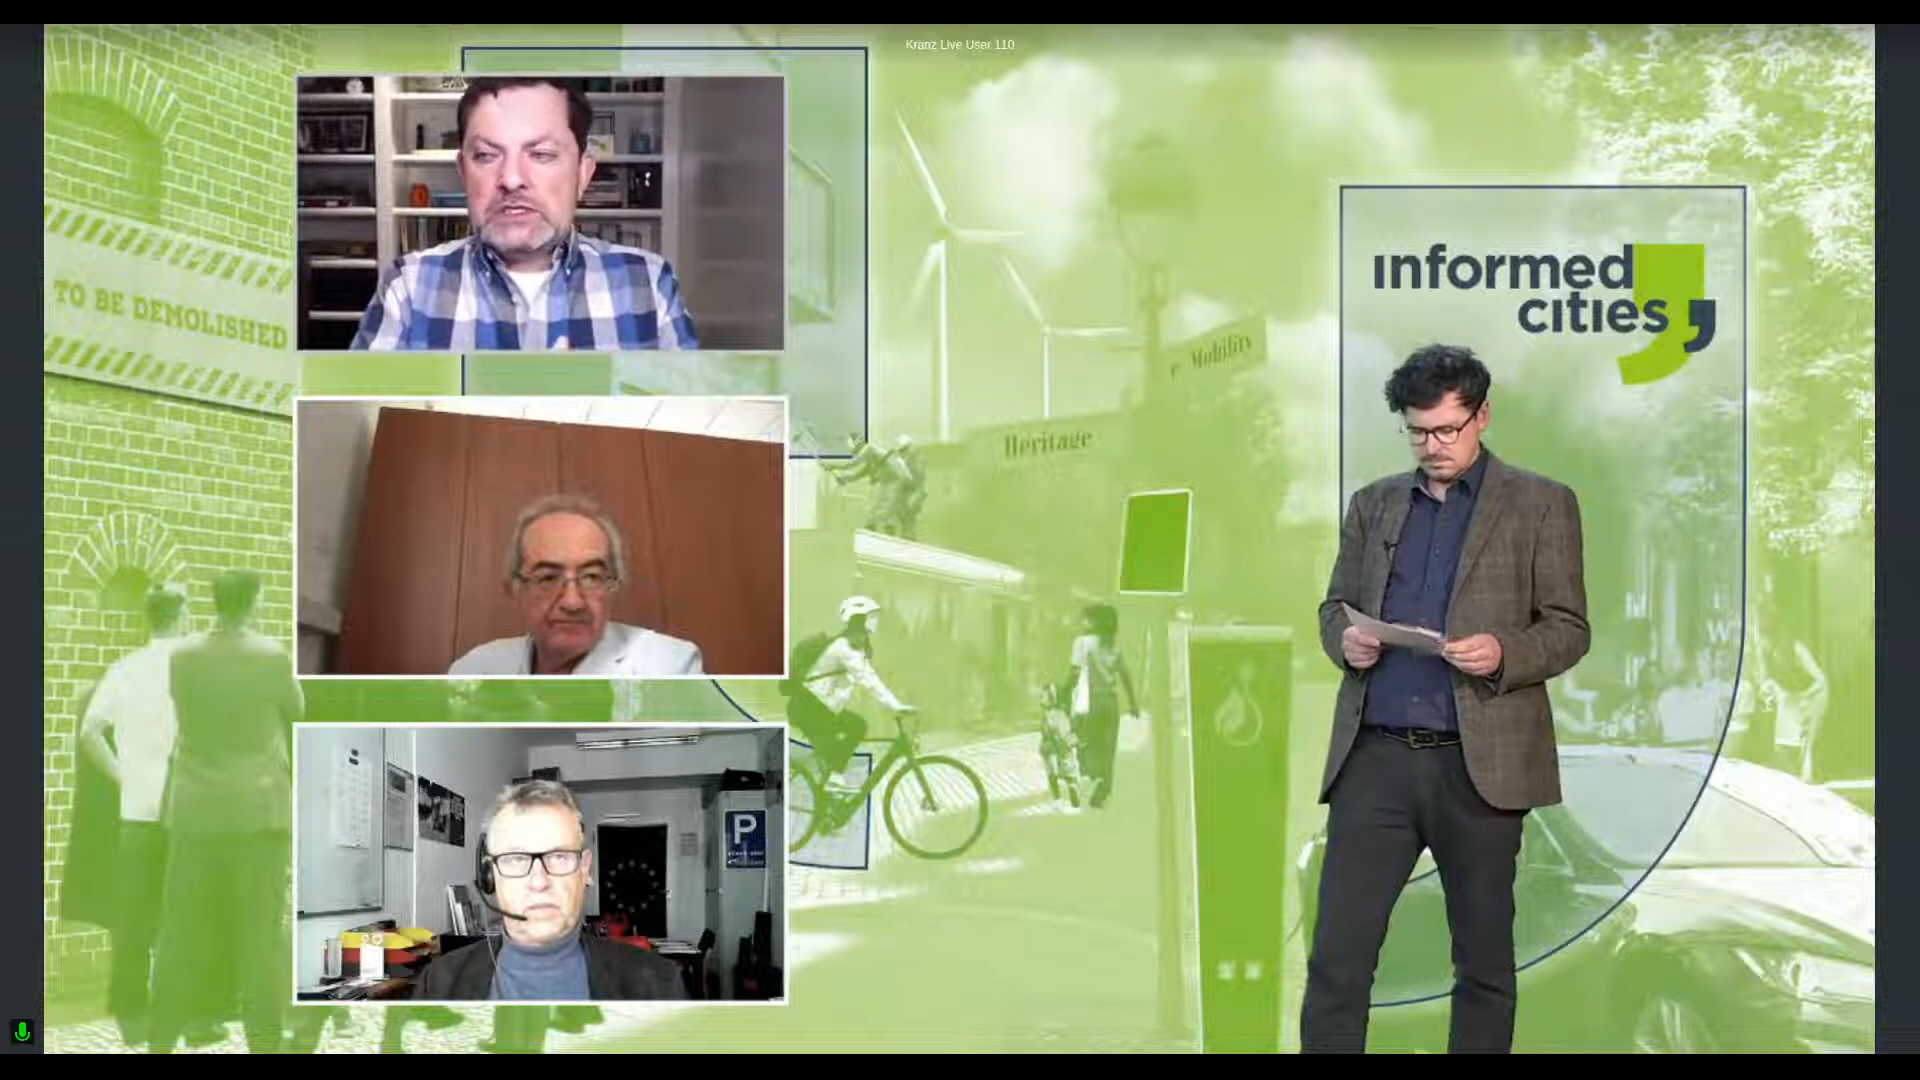 Kranz Live User 110
TO BE DEMOLISHED
informed
cities
e-Mobility
Heritage
P